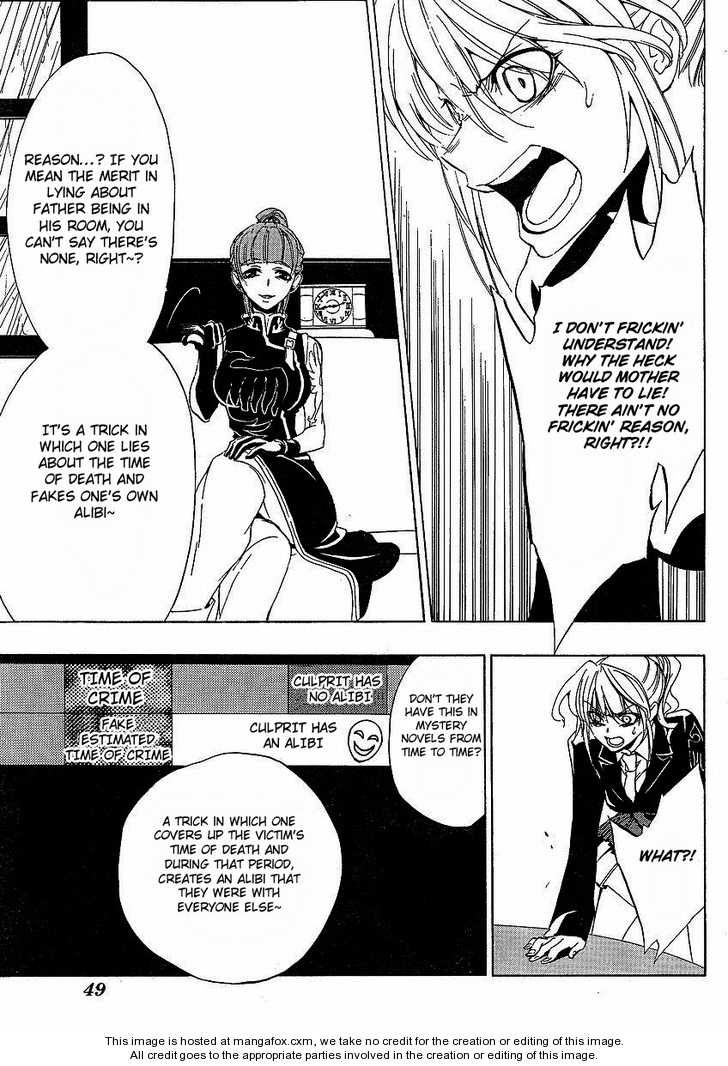 I DON'T FRICKIN'
UNDERSTAND!
WHY THE HECK
WOULD MOTHER
HAVE TO LIE!
THERE AIN'T NO
FRICKIN' REASON,
RIGHT?!!
REASON...? IF YOU
MEAN THE MERIT IN
LYING ABOUT
FATHER BEING IN
HIS ROOM, YOU
CAN'T SAY THERE'S
NONE, RIGHT~?
IT'S A TRICK IN
WHICH ONE LIES
ABOUT THE TIME
OF DEATH AND
FAKES ONE'S OWN
ALIBI~
WHAT?!
DON'T THEY
HAVE THIS IN
MYSTERY
NOVELS FROM
TIME TO TIME?
TIME OF
CRIME
CULPRIT HAS
NO ALIBI
FAKE
ESTIMATED
TIME OF CRIME
CULPRIT HAS
AN ALIBI
A TRICK IN WHICH ONE
COVERS UP THE VICTIM'S
TIME OF DEATH AND
DURING THAT PERIOD,
CREATES AN ALIBI THAT
THEY WERE WITH
EVERYONE ELSE~
49
This image is hosted at mangafox.cxm, we take no credit for the creation or editing of this image.
All credit goes to the appropriate parties involved in the creation or editing of this image.